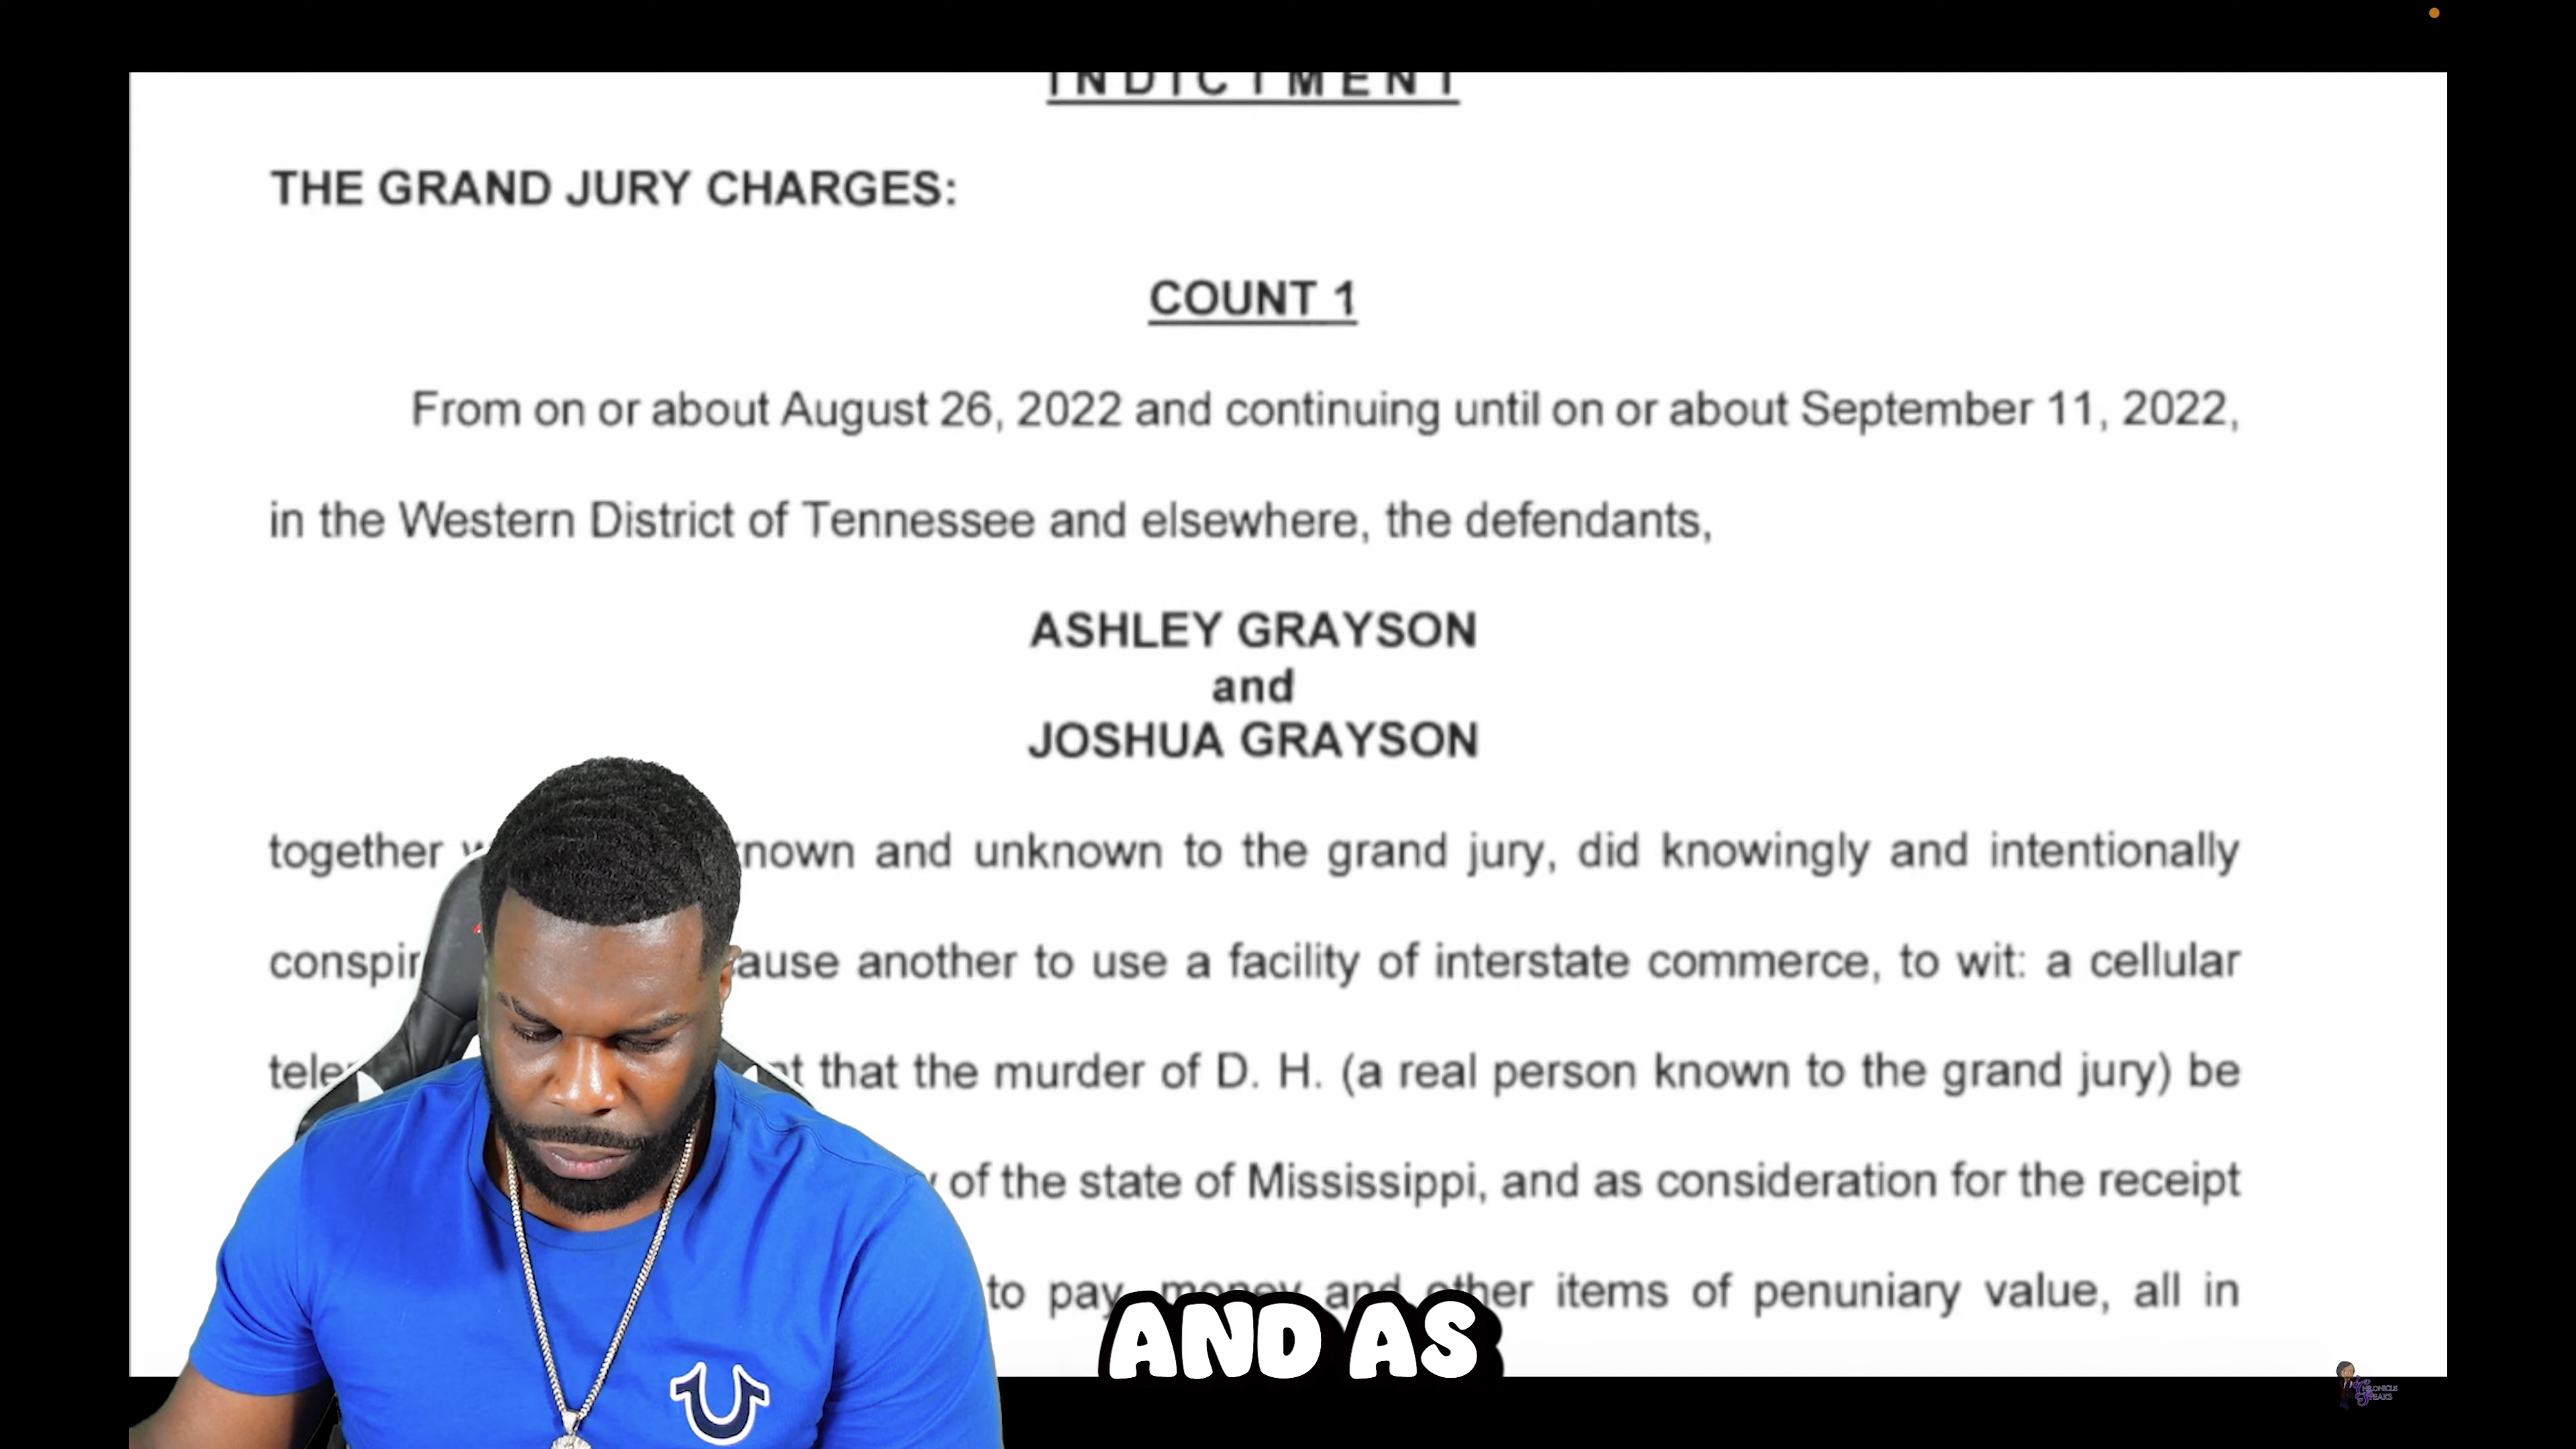 INDICTMENT
THE GRAND JURY CHARGES:
COUNT 1
From on or about August 26, 2022 and continuing until on or about September 11, 2022,
in the Western District of Tennessee and elsewhere, the defendants,
ASHLEY GRAYSON
and
JOSHUA GRAYSON
together known and unknown to the grand jury, did knowingly and intentionally
another to use a facility of interstate commerce, to wit: a cellular
that the murder of D. H. (a real person known to the grand jury) be
of the state of Mississippi, and as consideration for the receipt
to pay, money and other items of penuniary value, all in
AND AS